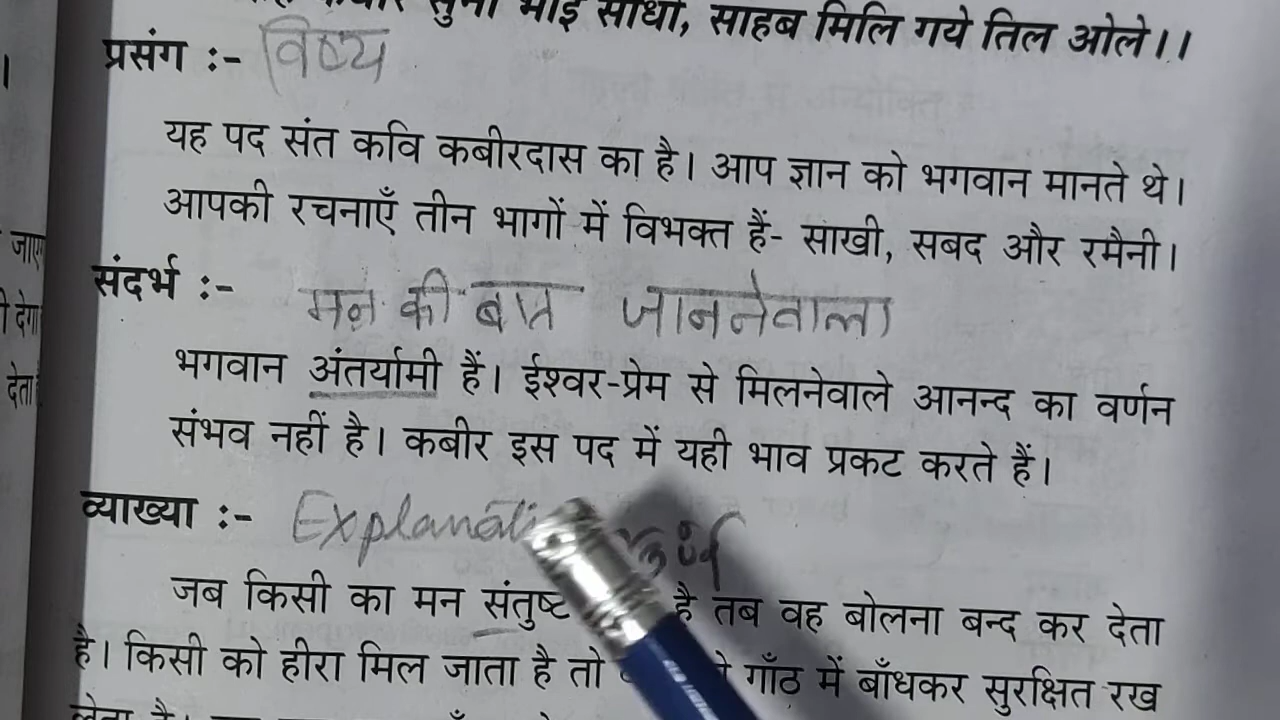 सुनो भाई साधो, साहब मिलि गये तिल ओले।।
प्रसंग :- विष्य
यह पद संत कवि कबीरदास का है। आप ज्ञान को भगवान मानते थे।
आपकी रचनाएँ तीन भागों में विभक्त हैं- साखी, सबद और रमैनी।
जाए
संदर्भ :- मन की बात जाननेवाला
देगा
भगवान अंतर्यामी हैं। ईश्वर-प्रेम से मिलनेवाले आनन्द का वर्णन
देता
संभव नहीं है। कबीर इस पद में यही भाव प्रकट करते हैं।
व्याख्या :- Explanati
जब किसी का मन संतुष्ट है तब वह बोलना बन्द कर देता
है। किसी को हीरा मिल जाता है तो गाँठ में बाँधकर सुरक्षित रख
लेता है।